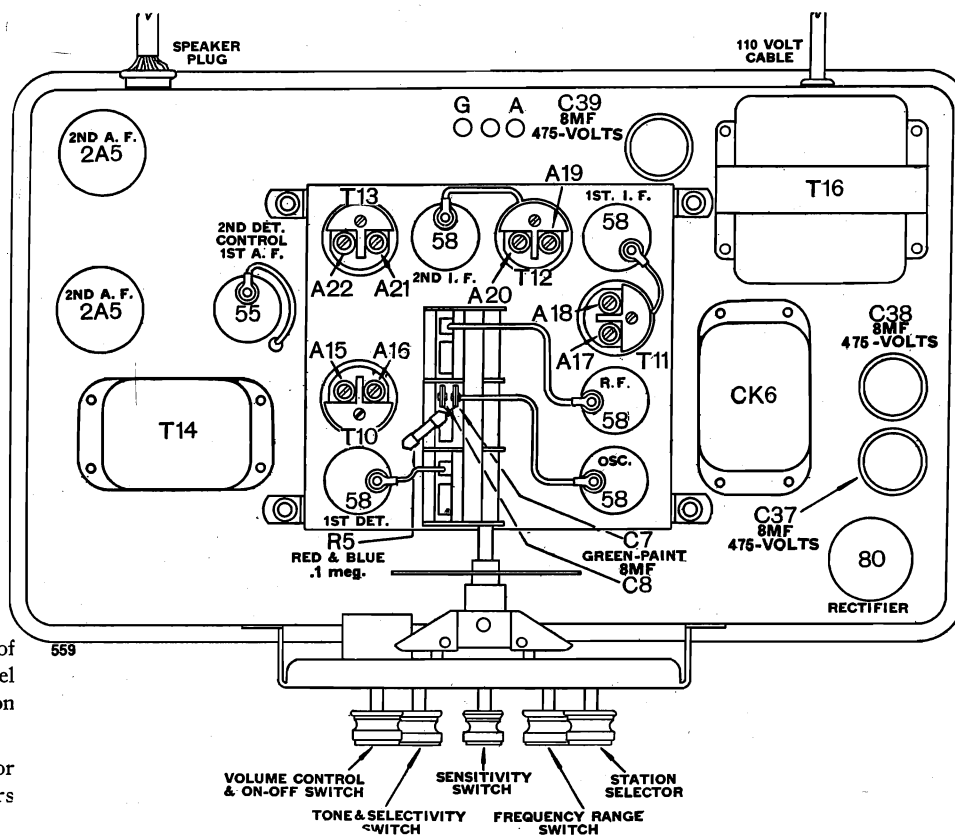 SPEAKER
PLUG
110 VOLT
CABLE
2ND A. F.
2A5
G A
C39
8MF
475-VOLTS
T16
A19
T13
1ST. I. F.
58
58
2ND I. F.
T12
A22 A21
A20
2ND DET.
CONTROL
1ST A. F.
55
2ND A. F.
2A5
A18
A17
T11
C38
8MF
475-VOLTS
A15 A16
T10
R.F.
58
CK6
T14
58
1ST DET.
OSC.
58
R5
RED & BLUE
.1 meg.
C7
GREEN-PAINT
8MF
C8
C37
8MF
475-VOLTS
80
RECTIFIER
of
el
on
or
rs
559
VOLUME CONTROL
& ON-OFF SWITCH
TONE & SELECTIVITY
SWITCH
SENSITIVITY
SWITCH
FREQUENCY RANGE
SWITCH
STATION
SELECTOR